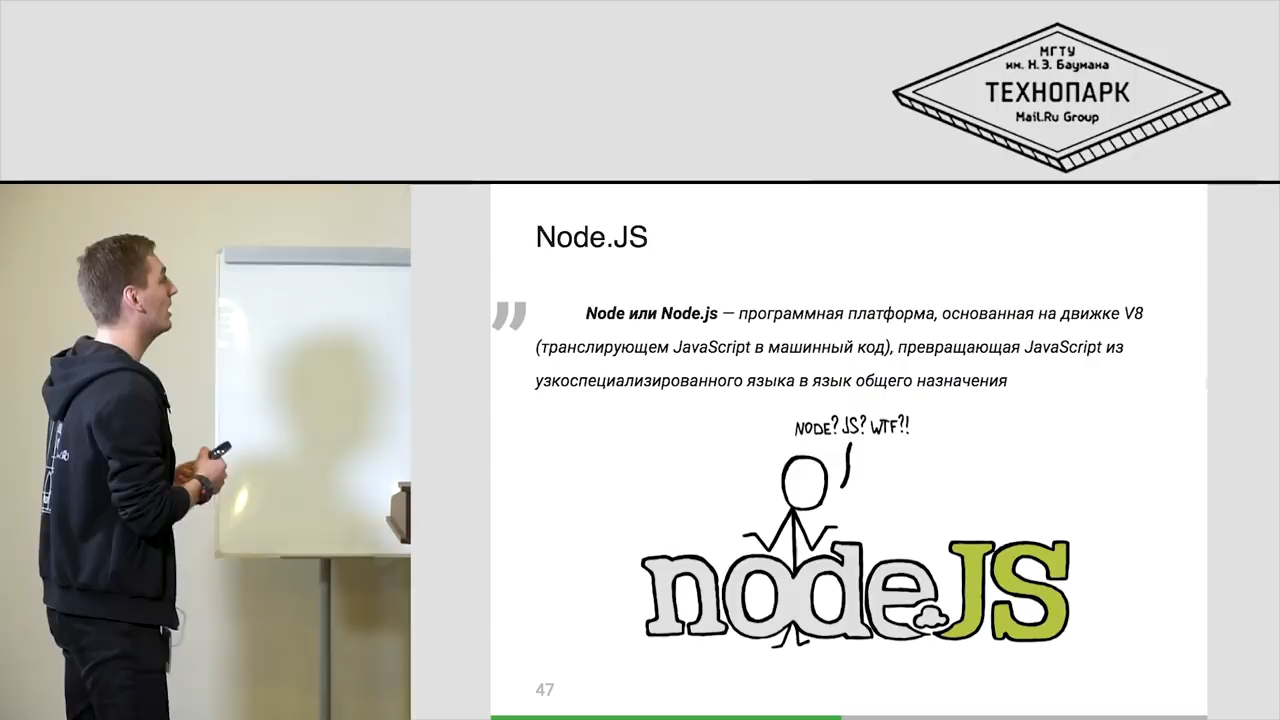 МГТУ
им. Н.Э. Баумана
ТЕХНОПАРК
Mail.Ru Group
Node.JS
” Node или Node.js — программная платформа, основанная на движке V8
(транслирующем JavaScript в машинный код), превращающая JavaScript из
узкоспециализированного языка в язык общего назначения
NODE? JS? WTF?!
nodeJS
47